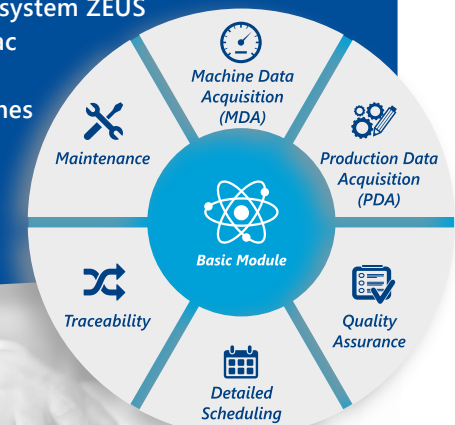 system ZEUS
Machine Data
Acquisition
(MDA)
Maintenance
Production Data
Acquisition
(PDA)
Basic Module
Traceability
Quality
Assurance
Detailed
Scheduling